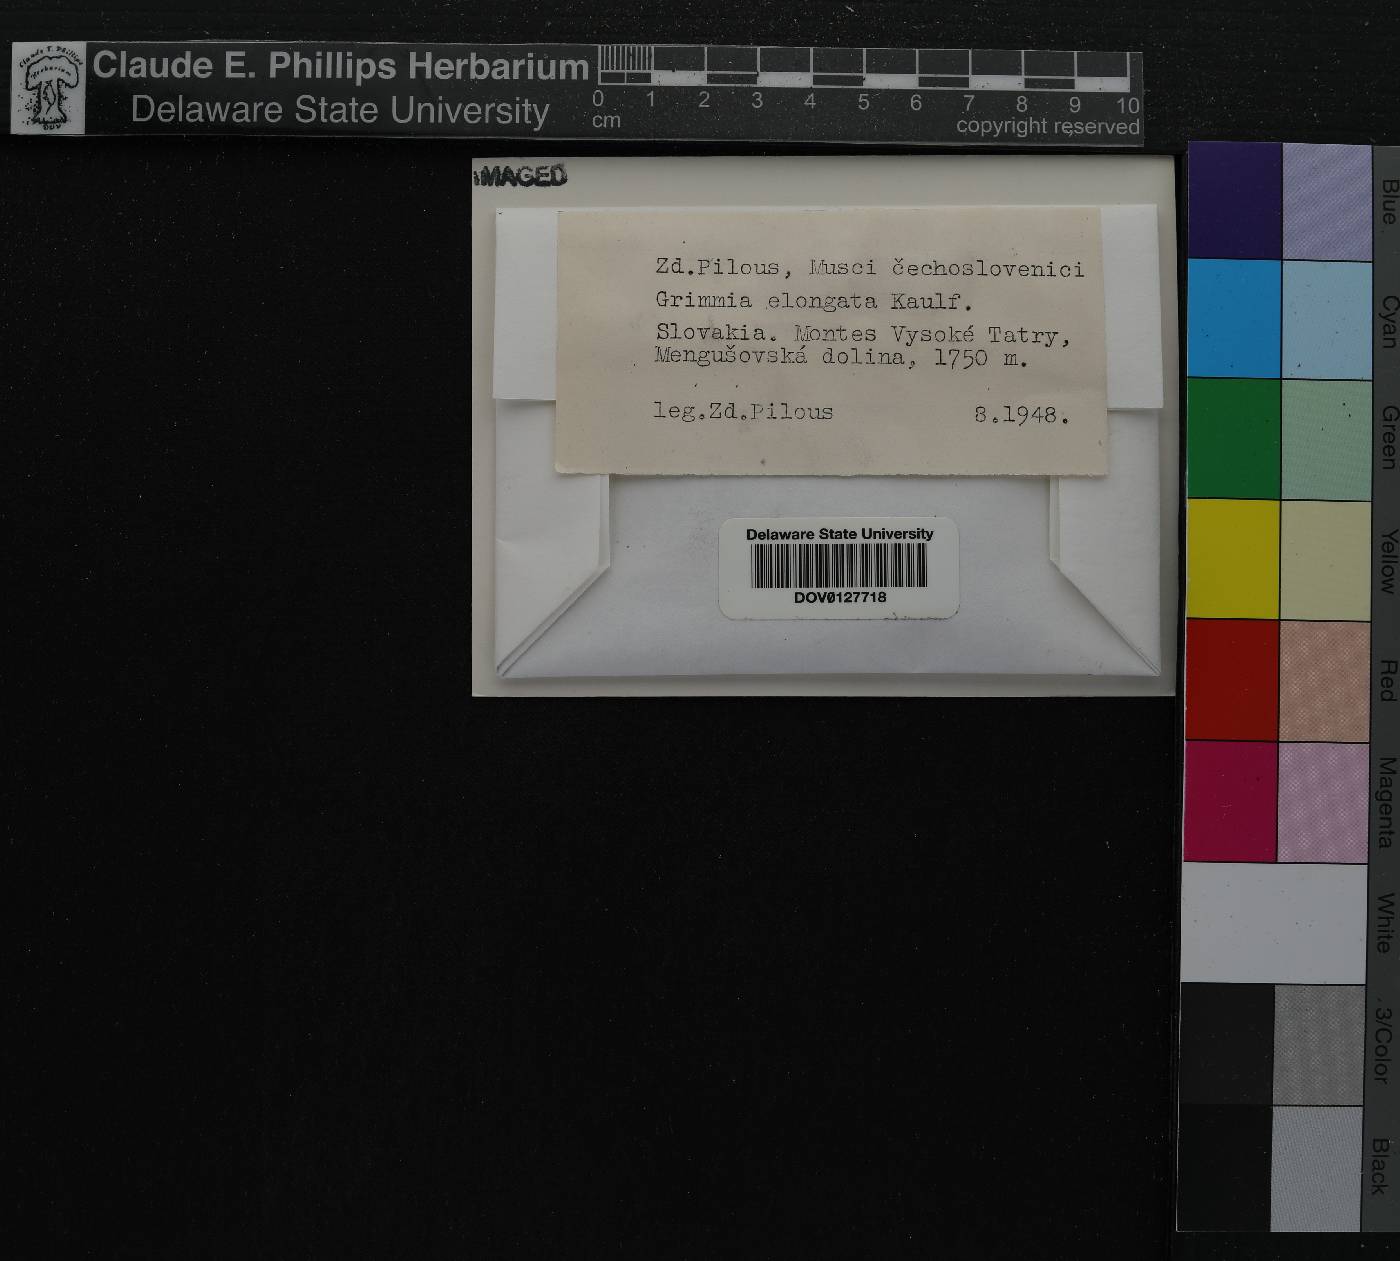 Claude E. Phillips Herbarium
Delaware State University
0 1 2 3 4 5 6 7 8 9 10
cm
copyright reserved
IMAGED
Zd.Pilous, Musci čechoslovenici
Grimmia elongata Kaulf.
Slovakia. Montes Vysoké Tatry,
Mengušovská dolina, 1750 m.
leg.Zd.Pilous 8.1948.
Delaware State University
DOV0127718
Blue
Cyan
Green
Yellow
Red
Magenta
White
3/Color
Black